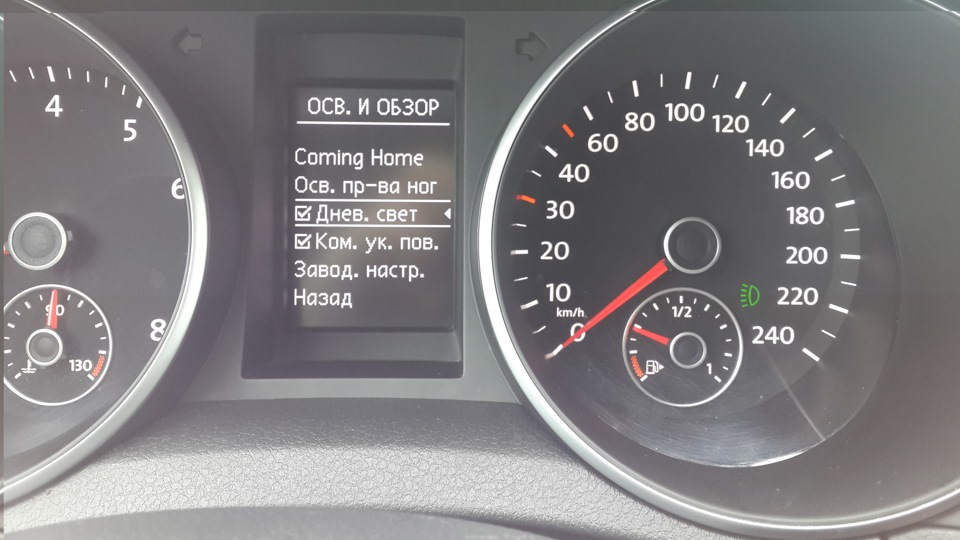 4
5
6
8
90
130
ОСВ. И ОБЗОР
Coming Home
Осв. пр-ва ног
Днев. свет
Ком. ук. пов.
Завод. настр.
Назад
0
10
20
30
40
60
80
100
120
140
160
180
200
220
240
km/h
1/2
1